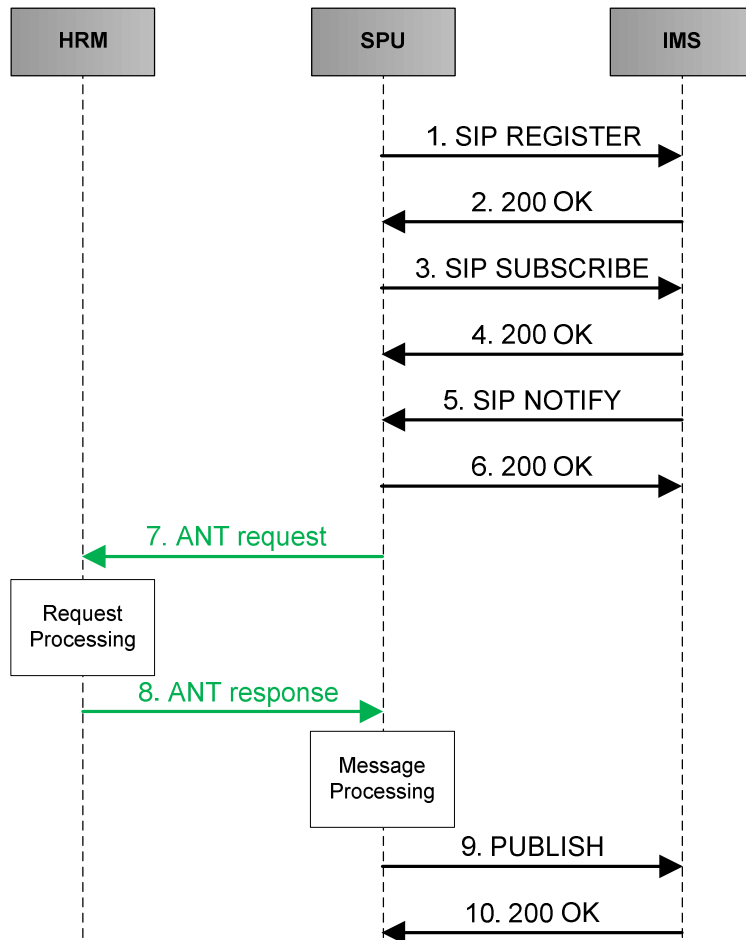 HRM
SPU
IMS
1. SIP REGISTER
2. 200 OK
3. SIP SUBSCRIBE
4. 200 OK
5. SIP NOTIFY
6. 200 OK
7. ANT request
Request
Processing
8. ANT response
Message
Processing
9. PUBLISH
10. 200 OK